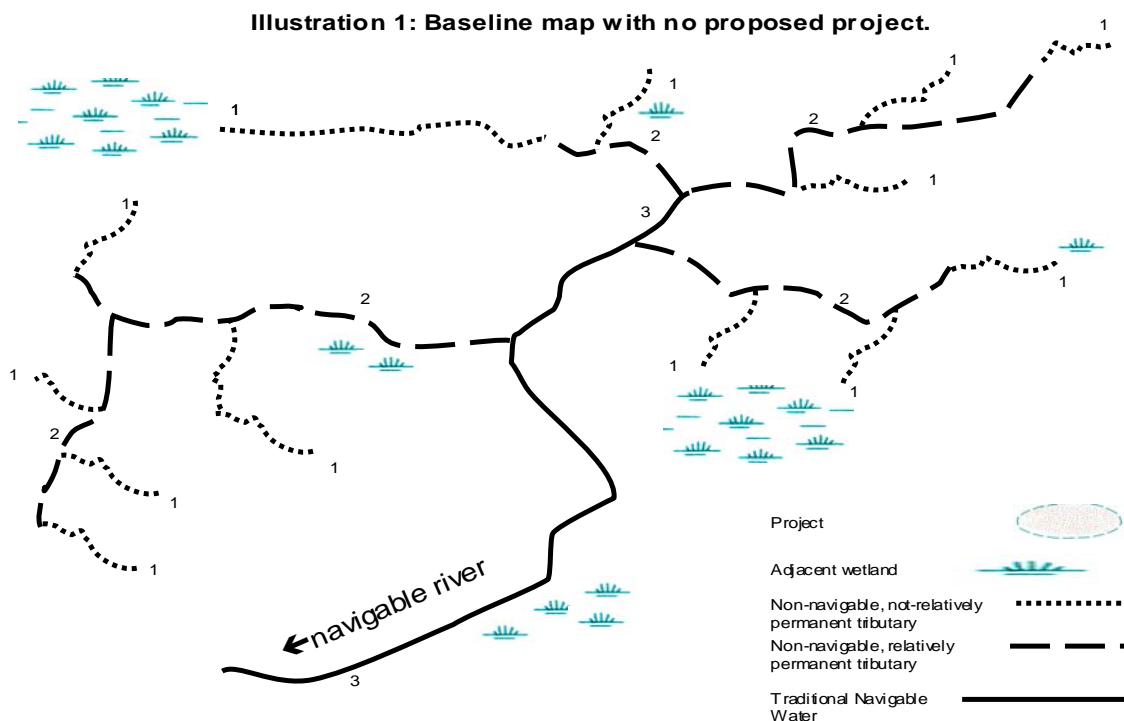 Illustration 1: Baseline map with no proposed project.
1
1
1
1
2
2
1
1
3
1
2
2
1
1
1
2
1
1
1
navigable river
3
Project
Adjacent wetland
Non-navigable, not-relatively
permanent tributary
Non-navigable, relatively
permanent tributary
Traditional Navigable
Water